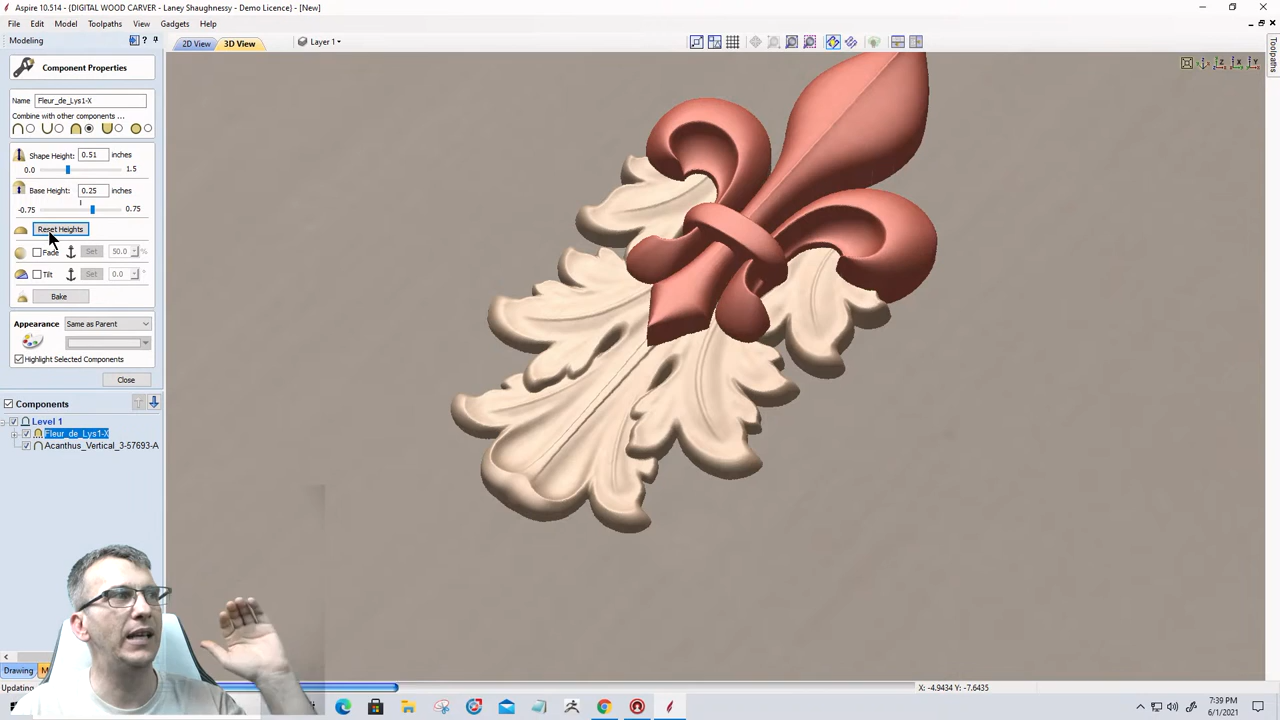 Aspire 10.514 - {DIGITAL WOOD CARVER - Laney Shaughnessy - Demo Licence} - [New]
File Edit Model Toolpaths View Gadgets Help
Modeling
2D View 3D View Layer 1
Toolpaths
Component Properties
Name Fleur_de_Lys1-X
Combine with other components ...
Shape Height: 0.51 inches
0.0 1.5
Base Height: 0.25 inches
-0.75 0.75
Reset Heights
Fade Set 50.0 %
Tilt Set 0.0 °
Bake
Appearance Same as Parent
Highlight Selected Components
Close
Components
Level 1
Fleur_de_Lys1-X
Acanthus_Vertical_3-57693-A
Drawing
Updating
X: -4.9434 Y: -7.6435
7:39 PM
6/1/2021